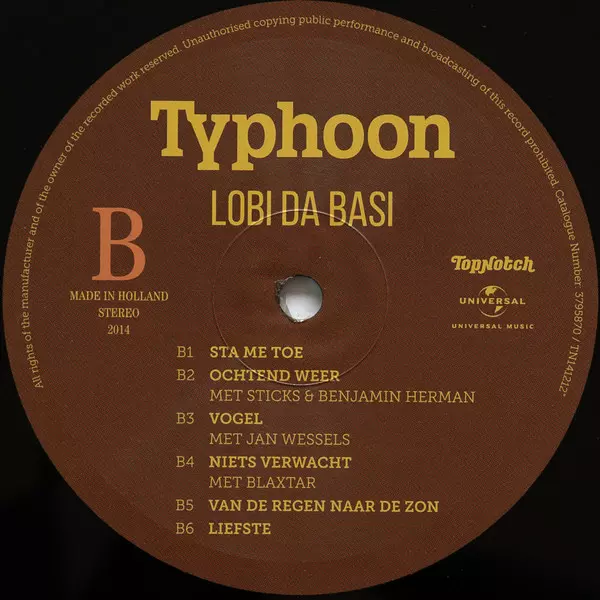 All rights of the manufacturer and of the owner of the recorded work reserved. Unauthorised copying public performance and broadcasting of this record prohibited. Catalogue Number: 3795870 / TN141212"
Typhoon
LOBI DA BASI
B
MADE IN HOLLAND
STEREO
2014
TopNotch
UNIVERSAL
UNIVERSAL MUSIC
B1 STA ME TOE
B2 OCHTEND WEER
MET STICKS & BENJAMIN HERMAN
B3 VOGEL
MET JAN WESSELS
B4 NIETS VERWACHT
MET BLAXTAR
B5 VAN DE REGEN NAAR DE ZON
B6 LIEFSTE